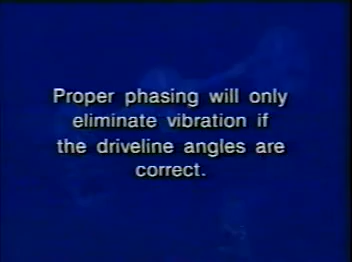 Proper phasing will only
eliminate vibration if
the driveline angles are
correct.